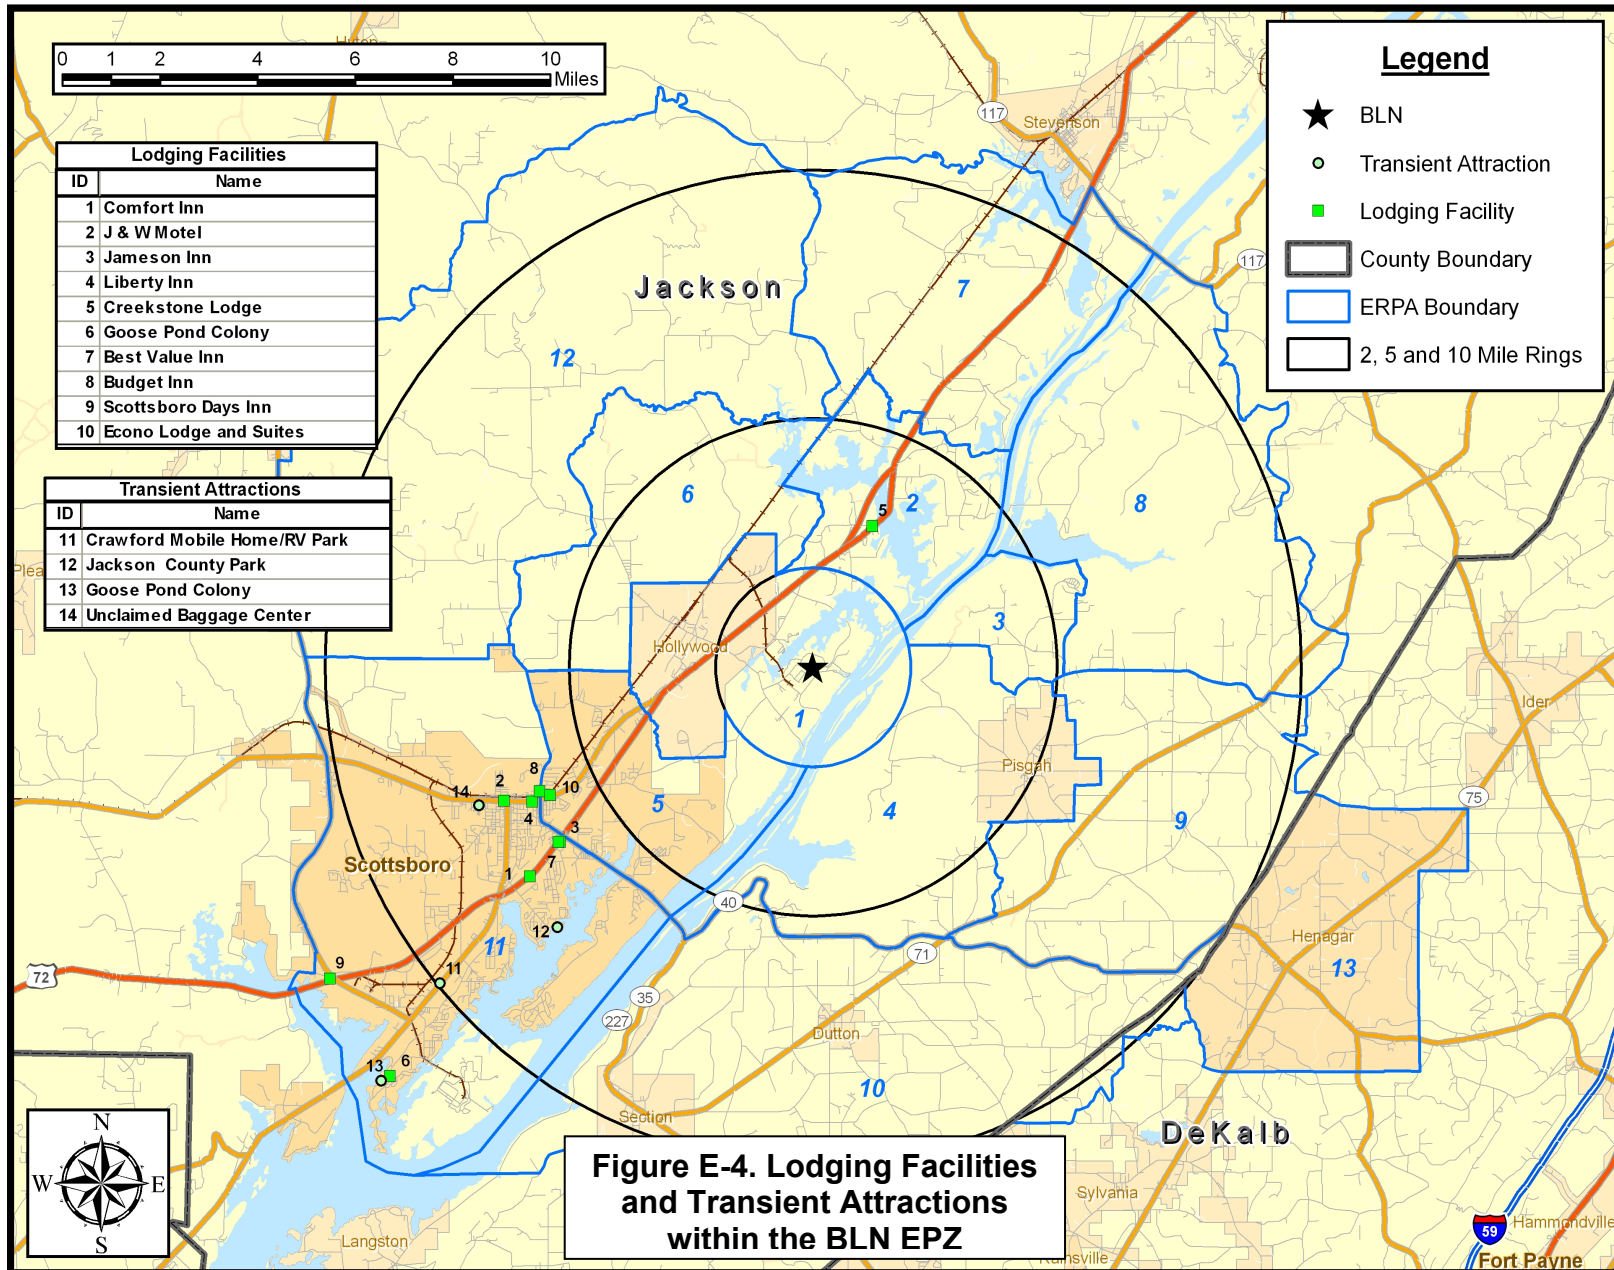 0 1 2 4 6 8 10
Miles
Legend
BLN
Transient Attraction
Lodging Facility
County Boundary
ERPA Boundary
2, 5 and 10 Mile Rings
Lodging Facilities
ID Name
1 Comfort Inn
2 J & W Motel
3 Jameson Inn
4 Liberty Inn
5 Creekstone Lodge
6 Goose Pond Colony
7 Best Value Inn
8 Budget Inn
9 Scottsboro Days Inn
10 Econo Lodge and Suites
Transient Attractions
ID Name
11 Crawford Mobile Home/RV Park
12 Jackson County Park
13 Goose Pond Colony
14 Unclaimed Baggage Center
117
Stevenson
117
Jackson
7
12
6
2
5
8
3
Hollywood
1
Ider
Pisgah
75
14
2
8
10
4
3
5
4
9
7
1
Scottsboro
40
12
11
71
Henagar
13
72
9
11
35
227
Dutton
13
6
10
Section
DeKalb
N
W E
S
Figure E-4. Lodging Facilities
and Transient Attractions
within the BLN EPZ
Sylvania
Langston
59
Hammondville
Fort Payne